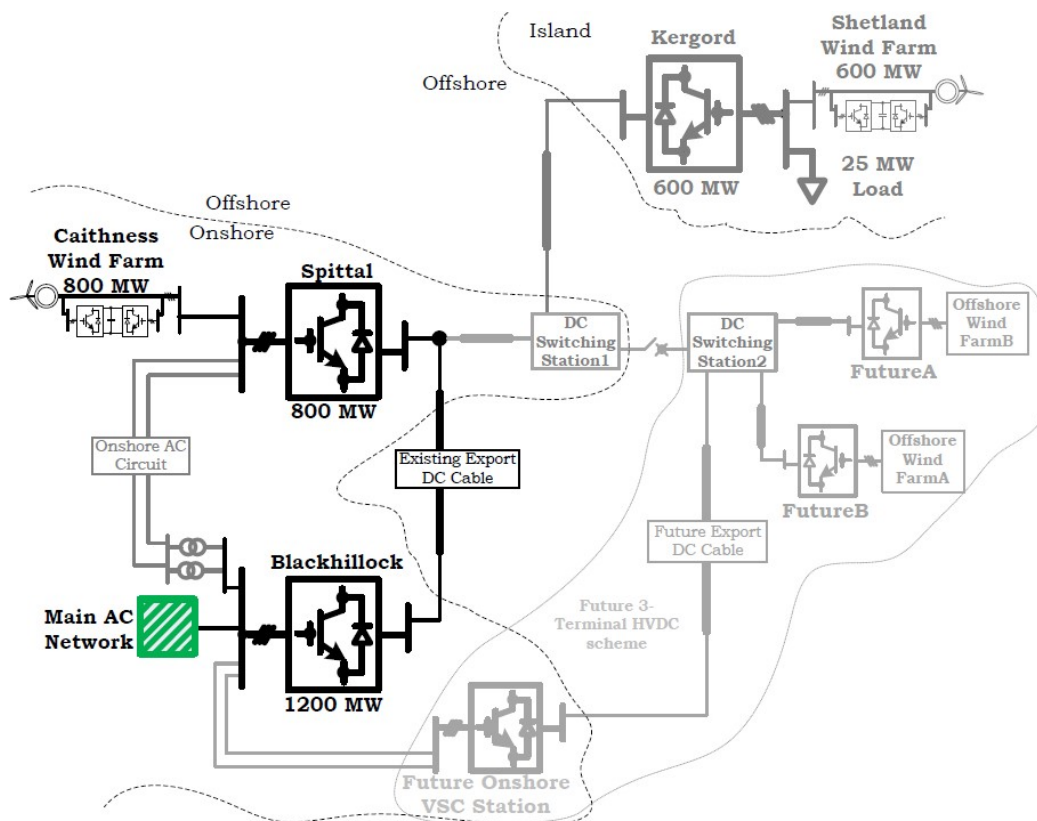 Island
Offshore
Kergord
600 MW
Shetland
Wind Farm
600 MW
25 MW
Load
Offshore
Onshore
Caithness
Wind Farm
800 MW
Spittal
800 MW
DC
Switching
Station1
DC
Switching
Station2
FutureA
Offshore
Wind
FarmB
FutureB
Offshore
Wind
FarmA
Onshore AC
Circuit
Existing Export
DC Cable
Future Export
DC Cable
Blackhillock
1200 MW
Main AC
Network
Future 3-
Terminal HVDC
scheme
Future Onshore
VSC Station